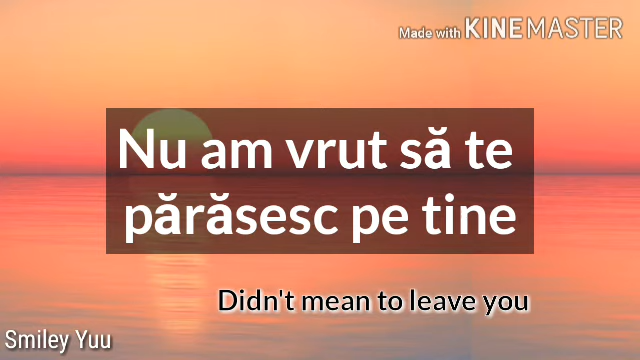 Made with KINEMASTER
Nu am vrut să te
părăsesc pe tine
Didn't mean to leave you
Smiley Yuu